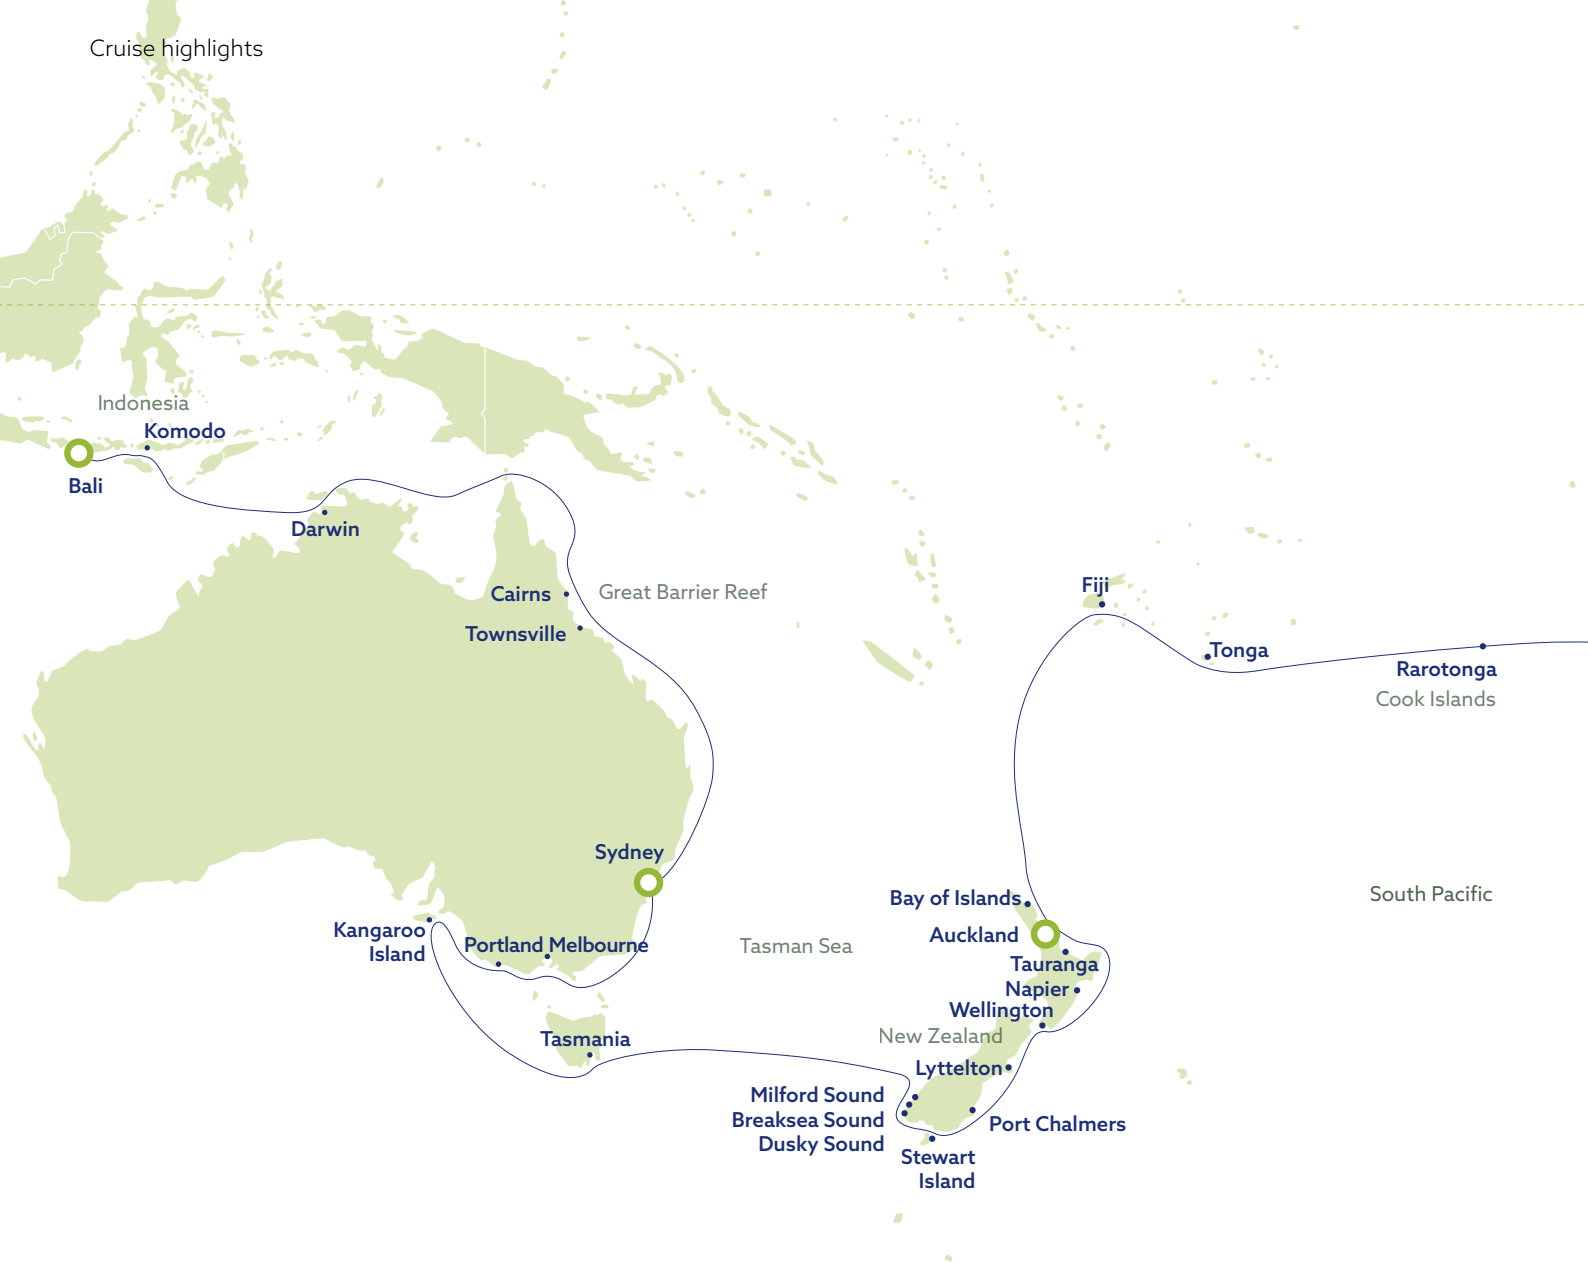 Cruise highlights
Indonesia
Komodo
Bali
Darwin
Cairns
Great Barrier Reef
Townsville
Fiji
Tonga
Rarotonga
Cook Islands
Sydney
South Pacific
Bay of Islands
Kangaroo
Island
Portland
Melbourne
Tasman Sea
Auckland
Tauranga
Napier
Wellington
New Zealand
Tasmania
Lyttelton
Milford Sound
Breaksea Sound
Dusky Sound
Port Chalmers
Stewart
Island